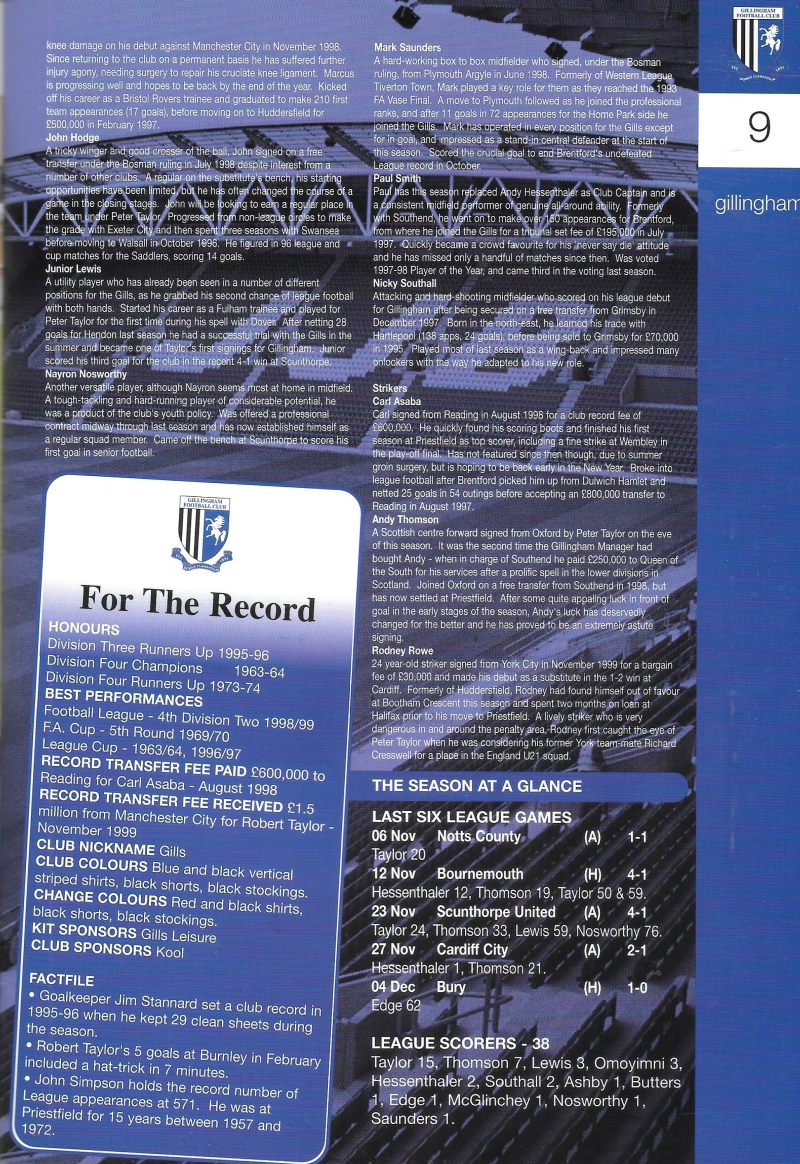 knee damage on his debut against Manchester City in November 1998.
Since returning to the club on a permanent basis he has suffered further
injury agony, needing surgery to repair his cruciate knee ligament. Marcus
is progressing well and hopes to be back by the end of the year. Kicked
off his career as a Bristol Rovers trainee and graduated to make 210 first
team appearances (17 goals), before moving on to Huddersfield for
£500,000 in February 1997.
John Hodge
A tricky winger and good crosser of the ball, John signed on a free
transfer under the Bosman ruling in July 1998 despite interest from a
number of other clubs. A regular on the substitute's bench, his starting
opportunities have been limited, but he has often changed the course of a
game in the closing stages. John will be looking to earn a regular place in
the team under Peter Taylor. Progressed from non-league circles to make
the grade with Exeter City and then spent three seasons with Swansea
before moving to Walsall in October 1996. He figured in 96 league and
cup matches for the Saddlers, scoring 14 goals.
Junior Lewis
A utility player who has already been seen in a number of different
positions for the Gills, as he grabbed his second chance of league football
with both hands. Started his career as a Fulham trainee and played for
Peter Taylor for the first time during his spell with Dover. After netting 28
goals for Hendon last season he had a successful trial with the Gills in the
summer and became one of Taylor's first signings for Gillingham. Junior
scored his third goal for the club in the recent 4-1 win at Scunthorpe.
Nayron Nosworthy
Another versatile player, although Nayron seems most at home in midfield.
A tough-tackling and hard-running player of considerable potential, he
was a product of the club's youth policy. Was offered a professional
contract midway through last season and has now established himself as
a regular squad member. Came off the bench at Scunthorpe to score his
first goal in senior football.
GILLINGHAM
FOOTBALL CLUB
For The Record
HONOURS
Division Three Runners Up 1995-96
Division Four Champions 1963-64
Division Four Runners Up 1973-74
BEST PERFORMANCES
Football League - 4th Division Two 1998/99
F.A. Cup - 5th Round 1969/70
League Cup - 1963/64, 1996/97
RECORD TRANSFER FEE PAID £600,000 to
Reading for Carl Asaba - August 1998
RECORD TRANSFER FEE RECEIVED £1.5
million from Manchester City for Robert Taylor -
November 1999
CLUB NICKNAME Gills
CLUB COLOURS Blue and black vertical
striped shirts, black shorts, black stockings.
CHANGE COLOURS Red and black shirts,
black shorts, black stockings.
KIT SPONSORS Gills Leisure
CLUB SPONSORS Kool
FACTFILE
• Goalkeeper Jim Stannard set a club record in
1995-96 when he kept 29 clean sheets during
the season.
• Robert Taylor's 5 goals at Burnley in February
included a hat-trick in 7 minutes.
• John Simpson holds the record number of
League appearances at 571. He was at
Priestfield for 15 years between 1957 and
1972.
Mark Saunders
A hard-working box to box midfielder who signed, under the Bosman
ruling, from Plymouth Argyle in June 1998. Formerly of Western League
Tiverton Town, Mark played a key role for them as they reached the 1993
FA Vase Final. A move to Plymouth followed as he joined the professional
ranks, and after 11 goals in 72 appearances for the Home Park side he
joined the Gills. Mark has operated in every position for the Gills except
for in goal, and impressed as a stand-in central defender at the start of
this season. Scored the crucial goal to end Brentford's undefeated
League record in October.
Paul Smith
Paul has this season replaced Andy Hessenthaler as Club Captain and is
a consistent midfield performer of genuine all-round ability. Formerly
with Southend, he went on to make over 150 appearances for Brentford,
from where he joined the Gills for a tribunal set fee of £195,000 in July
1997. Quickly became a crowd favourite for his 'never say die' attitude
and he has missed only a handful of matches since then. Was voted
1997-98 Player of the Year, and came third in the voting last season.
Nicky Southall
Attacking and hard-shooting midfielder who scored on his league debut
for Gillingham after being secured on a free transfer from Grimsby in
December 1997. Born in the north-east, he learned his trace with
Hartlepool (138 apps, 24 goals), before being sold to Grimsby for £70,000
in 1995. Played most of last season as a wing-back and impressed many
onlookers with the way he adapted to his new role.
Strikers
Carl Asaba
Carl signed from Reading in August 1998 for a club record fee of
£600,000. He quickly found his scoring boots and finished his first
season at Priestfield as top scorer, including a fine strike at Wembley in
the play-off final. Has not featured since then though, due to summer
groin surgery, but is hoping to be back early in the New Year. Broke into
league football after Brentford picked him up from Dulwich Hamlet and
netted 25 goals in 54 outings before accepting an £800,000 transfer to
Reading in August 1997.
Andy Thomson
A Scottish centre forward signed from Oxford by Peter Taylor on the eve
of this season. It was the second time the Gillingham Manager had
bought Andy - when in charge of Southend he paid £250,000 to Queen of
the South for his services after a prolific spell in the lower divisions in
Scotland. Joined Oxford on a free transfer from Southend in 1998, but
has now settled at Priestfield. After some quite appaling luck in front of
goal in the early stages of the season, Andy's luck has deservedly
changed for the better and he has proved to be an extremely astute
signing.
Rodney Rowe
24 year-old striker signed from York City in November 1999 for a bargain
fee of £30,000 and made his debut as a substitute in the 1-2 win at
Cardiff. Formerly of Huddersfield, Rodney had found himself out of favour
at Bootham Crescent this season and spent two months on loan at
Halifax prior to his move to Priestfield. A lively striker who is very
dangerous in and around the penalty area, Rodney first caught the eye of
Peter Taylor when he was considering his former York team-mate Richard
Cresswell for a place in the England U21 squad.
THE SEASON AT A GLANCE
LAST SIX LEAGUE GAMES
06 Nov Notts County (A) 1-1
Taylor 20
12 Nov Bournemouth (H) 4-1
Hessenthaler 12, Thomson 19, Taylor 50 & 59.
23 Nov Scunthorpe United (A) 4-1
Taylor 24, Thomson 33, Lewis 59, Nosworthy 76.
27 Nov Cardiff City (A) 2-1
Hessenthaler 1, Thomson 21.
04 Dec Bury (H) 1-0
Edge 62
LEAGUE SCORERS - 38
Taylor 15, Thomson 7, Lewis 3, Omoyimni 3,
Hessenthaler 2, Southall 2, Ashby 1, Butters
1, Edge 1, McGlinchey 1, Nosworthy 1,
Saunders 1.
GILLINGHAM
FOOTBALL CLUB
9
gillingham